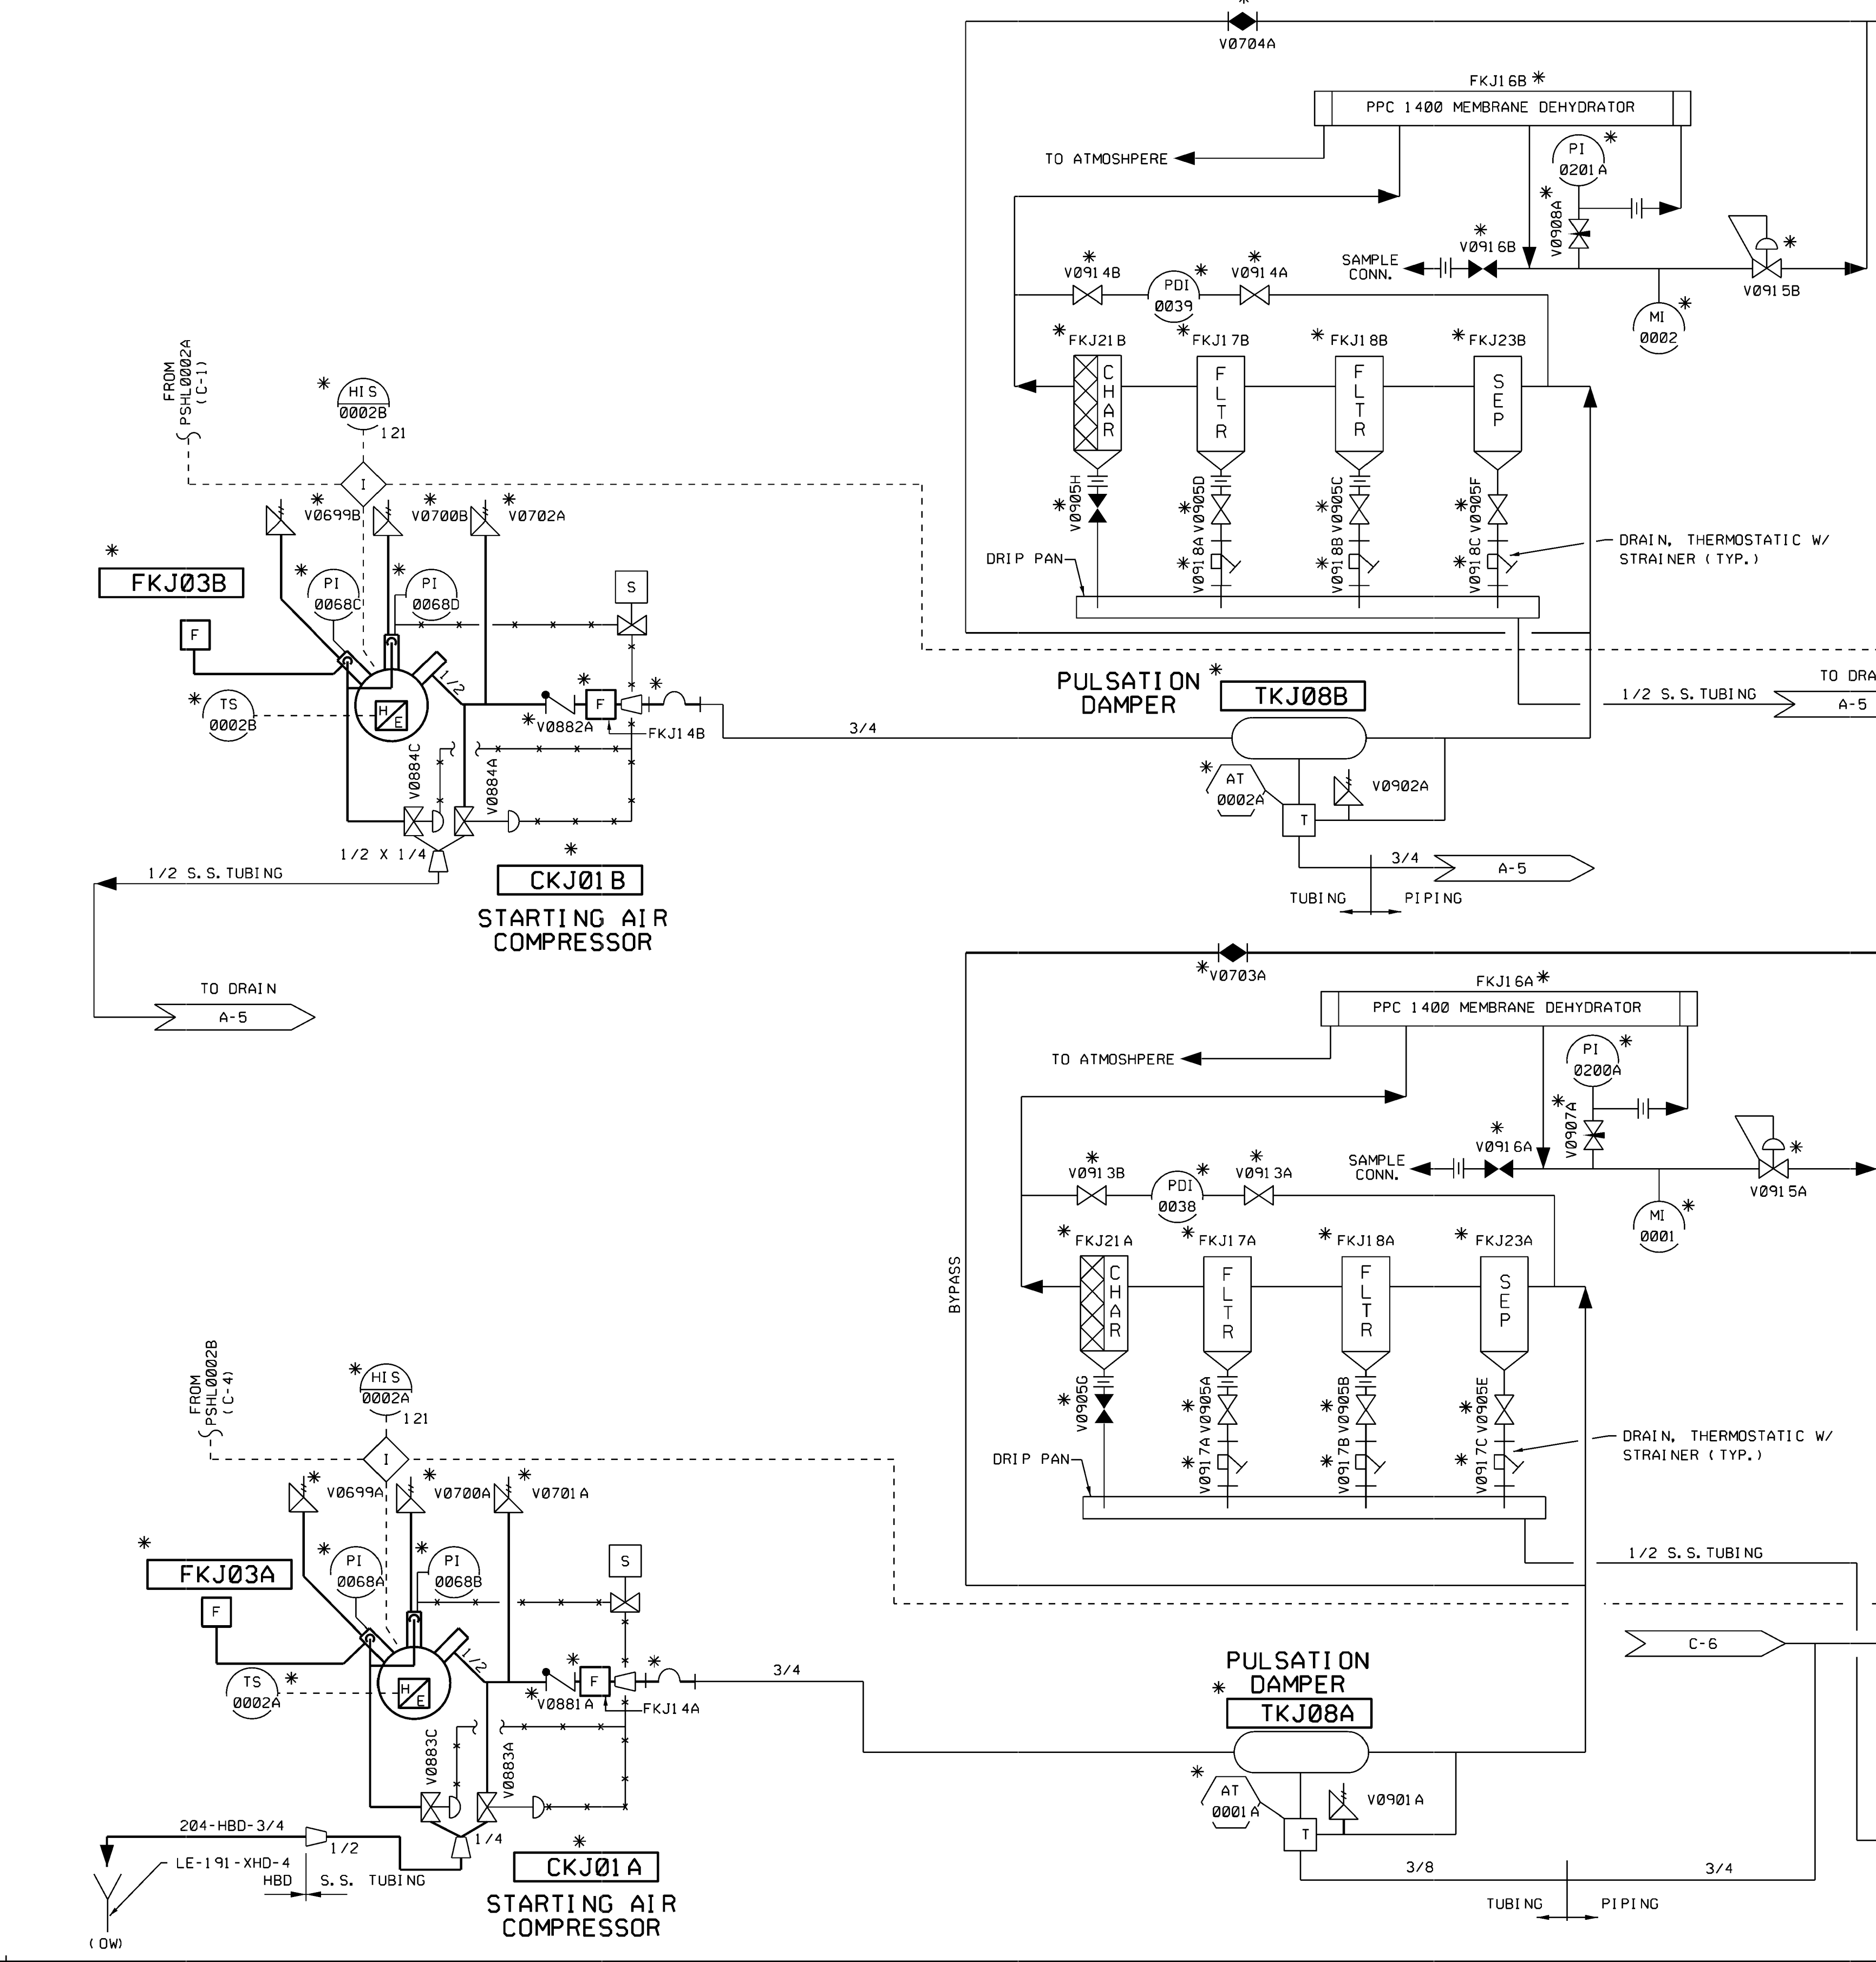 V0704A
FKJ16B *
PPC 1400 MEMBRANE DEHYDRATOR
TO ATMOSHPERE
PI
0201A
V0908A
V0916B
SAMPLE
CONN.
V0915B
MI
0002
V0914B
PDI
0039
V0914A
FKJ21B
FKJ17B
FKJ18B
FKJ23B
CHAR
FLTR
FLTR
SEP
V0905H
V0905D
V0905C
V0905F
V0918A
V0918B
V0918C
DRAIN, THERMOSTATIC W/
STRAINER (TYP.)
DRIP PAN
FROM
PSHL0002A
(C-1)
HIS
0002B
121
I
V0699B
V0700B
V0702A
FKJ03B
PI
0068C
PI
0068D
S
F
TS
0002B
H/E
1/2
V0882A
F
FKJ14B
3/4
V0884C
V0884A
1/2 X 1/4
1/2 S.S.TUBING
CKJ01B
STARTING AIR
COMPRESSOR
TO DRAIN
A-5
PULSATION
DAMPER
TKJ08B
AT
0002A
V0902A
T
3/4
A-5
TUBING
PIPING
1/2 S.S.TUBING
TO DRA
A-5
V0703A
FKJ16A *
PPC 1400 MEMBRANE DEHYDRATOR
TO ATMOSHPERE
PI
0200A
V0907A
V0916A
SAMPLE
CONN.
V0915A
MI
0001
V0913B
PDI
0038
V0913A
BYPASS
FKJ21A
FKJ17A
FKJ18A
FKJ23A
CHAR
FLTR
FLTR
SEP
V0905G
V0905A
V0905B
V0905E
V0917A
V0917B
V0917C
DRAIN, THERMOSTATIC W/
STRAINER (TYP.)
DRIP PAN
1/2 S.S.TUBING
C-6
FROM
PSHL0002B
(C-4)
HIS
0002A
121
I
V0699A
V0700A
V0701A
FKJ03A
PI
0068A
PI
0068B
S
F
TS
0002A
H/E
1/2
V0881A
F
FKJ14A
3/4
V0883C
V0883A
1/4
204-HBD-3/4
1/2
LE-191-XHD-4
HBD
S.S. TUBING
(OW)
CKJ01A
STARTING AIR
COMPRESSOR
PULSATION
DAMPER
TKJ08A
AT
0001A
V0901A
T
3/8
3/4
TUBING
PIPING